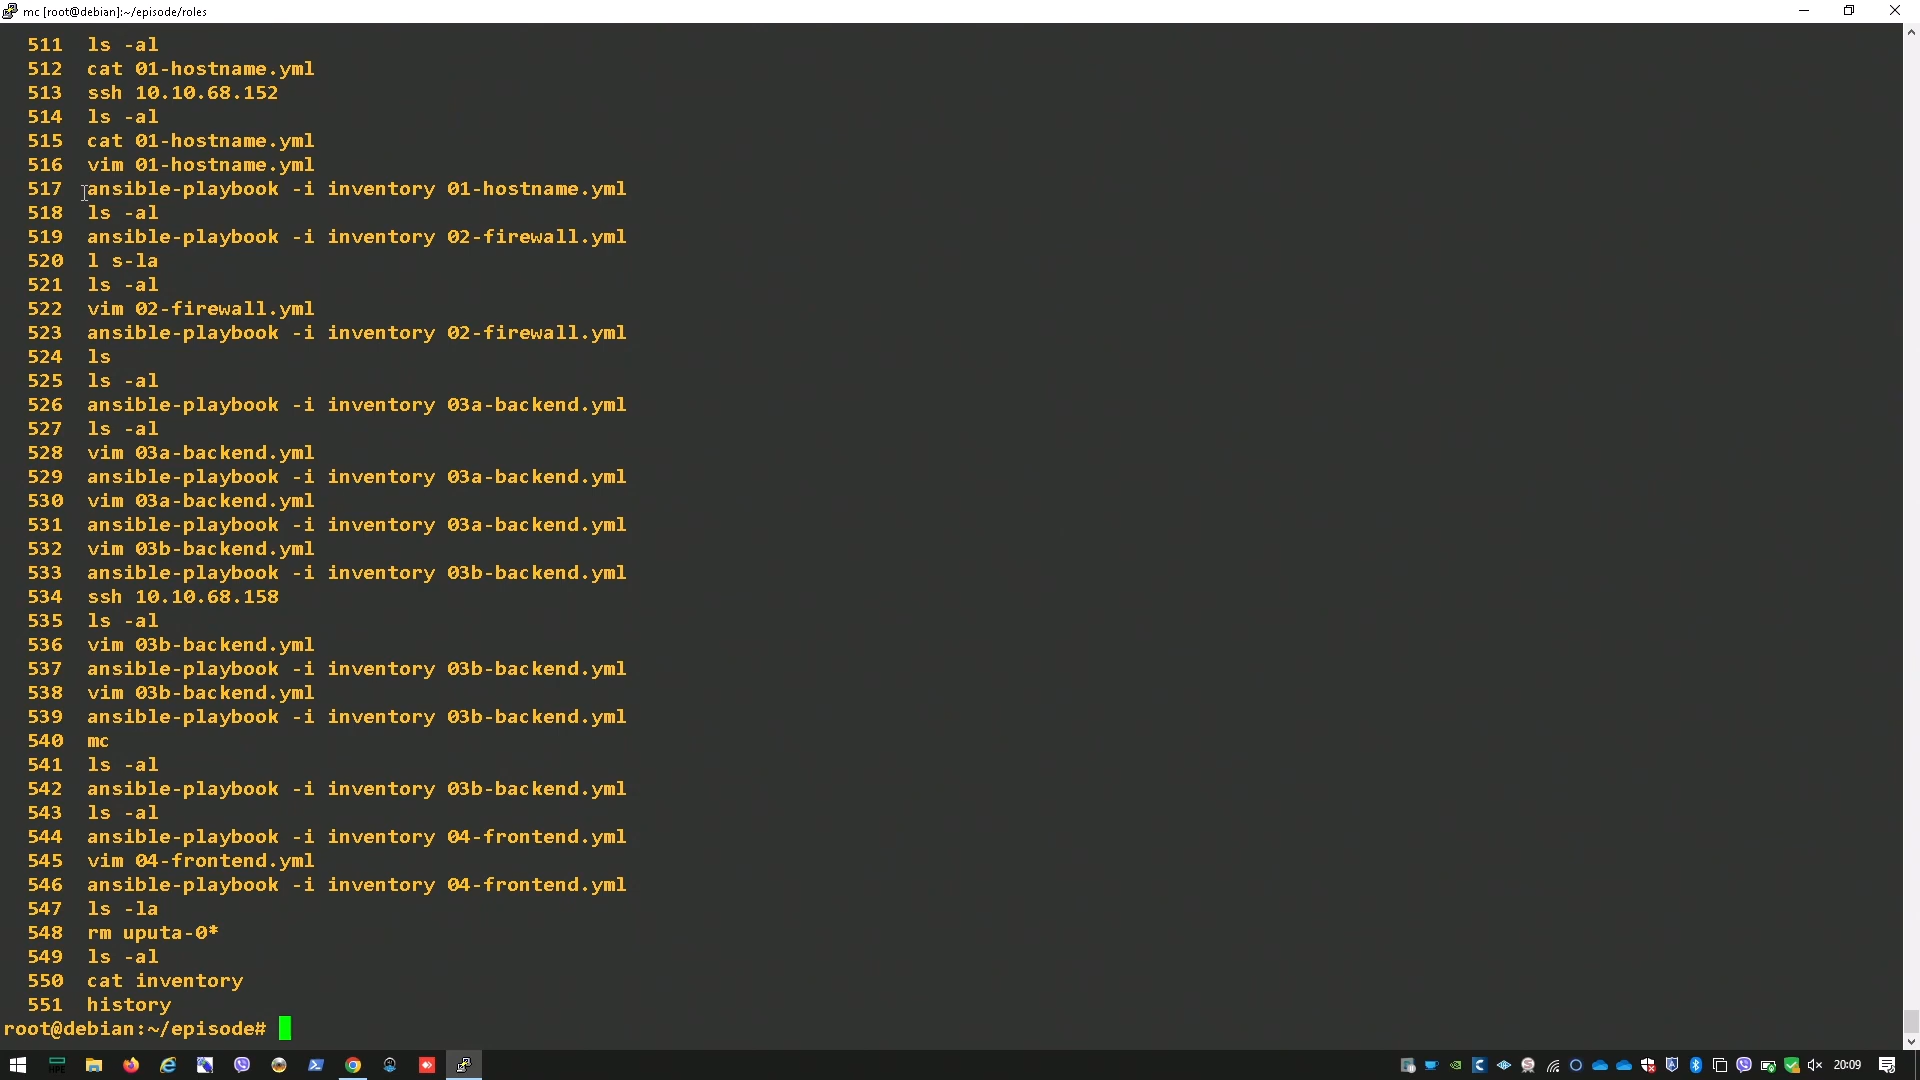 mc [root@debian]:~/episode/roles
511 ls -al
512 cat 01-hostname.yml
513 ssh 10.10.68.152
514 ls -al
515 cat 01-hostname.yml
516 vim 01-hostname.yml
517 ansible-playbook -i inventory 01-hostname.yml
518 ls -al
519 ansible-playbook -i inventory 02-firewall.yml
520 l s-la
521 ls -al
522 vim 02-firewall.yml
523 ansible-playbook -i inventory 02-firewall.yml
524 ls
525 ls -al
526 ansible-playbook -i inventory 03a-backend.yml
527 ls -al
528 vim 03a-backend.yml
529 ansible-playbook -i inventory 03a-backend.yml
530 vim 03a-backend.yml
531 ansible-playbook -i inventory 03a-backend.yml
532 vim 03b-backend.yml
533 ansible-playbook -i inventory 03b-backend.yml
534 ssh 10.10.68.158
535 ls -al
536 vim 03b-backend.yml
537 ansible-playbook -i inventory 03b-backend.yml
538 vim 03b-backend.yml
539 ansible-playbook -i inventory 03b-backend.yml
540 mc
541 ls -al
542 ansible-playbook -i inventory 03b-backend.yml
543 ls -al
544 ansible-playbook -i inventory 04-frontend.yml
545 vim 04-frontend.yml
546 ansible-playbook -i inventory 04-frontend.yml
547 ls -la
548 rm uputa-0*
549 ls -al
550 cat inventory
551 history
root@debian:~/episode#
20:09